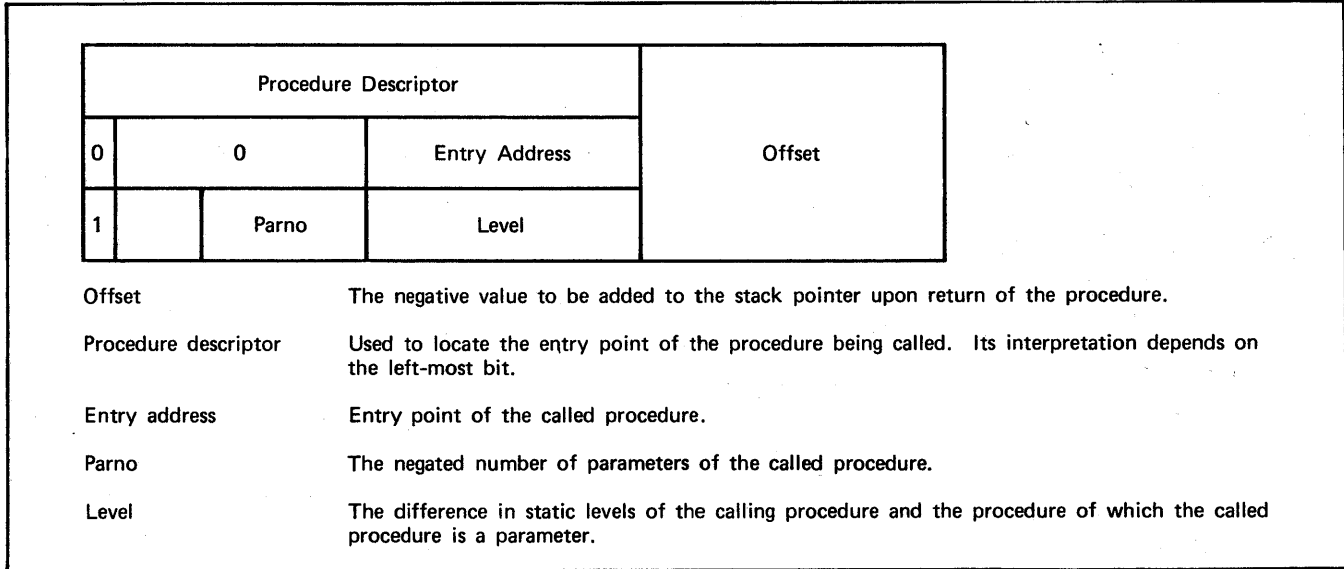 Procedure Descriptor
0 0 Entry Address Offset
1 Parno Level
Offset The negative value to be added to the stack pointer upon return of the procedure.
Procedure descriptor Used to locate the entry point of the procedure being called. Its interpretation depends on
the left-most bit.
Entry address Entry point of the called procedure.
Parno The negated number of parameters of the called procedure.
Level The difference in static levels of the calling procedure and the procedure of which the called
procedure is a parameter.